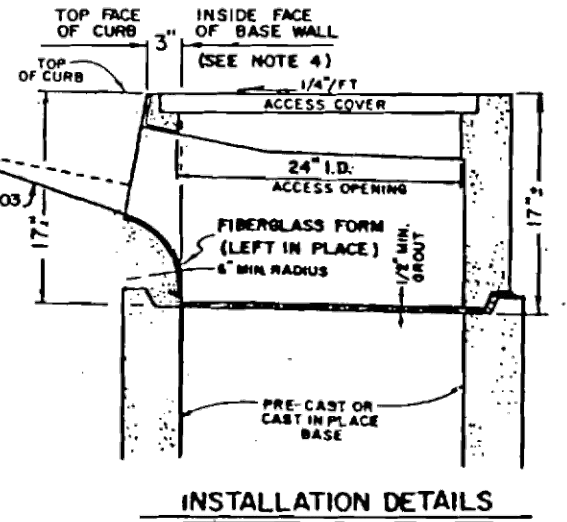 TOP FACE
OF CURB
3"
INSIDE FACE
OF BASE WALL
(SEE NOTE 4)
TOP
OF CURB
1/4"/FT
ACCESS COVER
24" I.D.
ACCESS OPENING
03
17"±
17"±
FIBERGLASS FORM
(LEFT IN PLACE)
6" MIN. RADIUS
1/2" MIN.
GROUT
PRE-CAST OR
CAST IN PLACE
BASE
INSTALLATION DETAILS